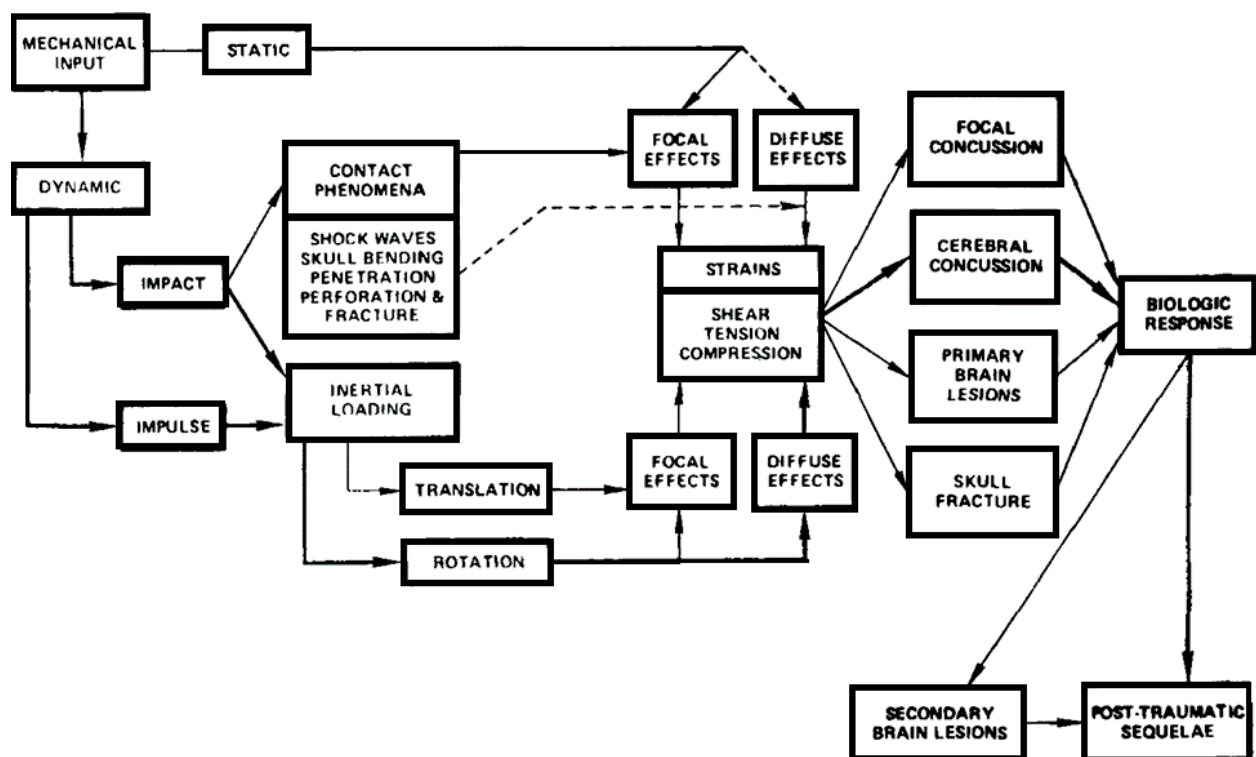 MECHANICAL
INPUT
STATIC
DYNAMIC
IMPACT
IMPULSE
CONTACT
PHENOMENA
SHOCK WAVES
SKULL BENDING
PENETRATION
PERFORATION &
FRACTURE
INERTIAL
LOADING
TRANSLATION
ROTATION
FOCAL
EFFECTS
DIFFUSE
EFFECTS
STRAINS
SHEAR
TENSION
COMPRESSION
FOCAL
EFFECTS
DIFFUSE
EFFECTS
FOCAL
CONCUSSION
CEREBRAL
CONCUSSION
PRIMARY
BRAIN
LESIONS
SKULL
FRACTURE
BIOLOGIC
RESPONSE
SECONDARY
BRAIN LESIONS
POST-TRAUMATIC
SEQUELAE